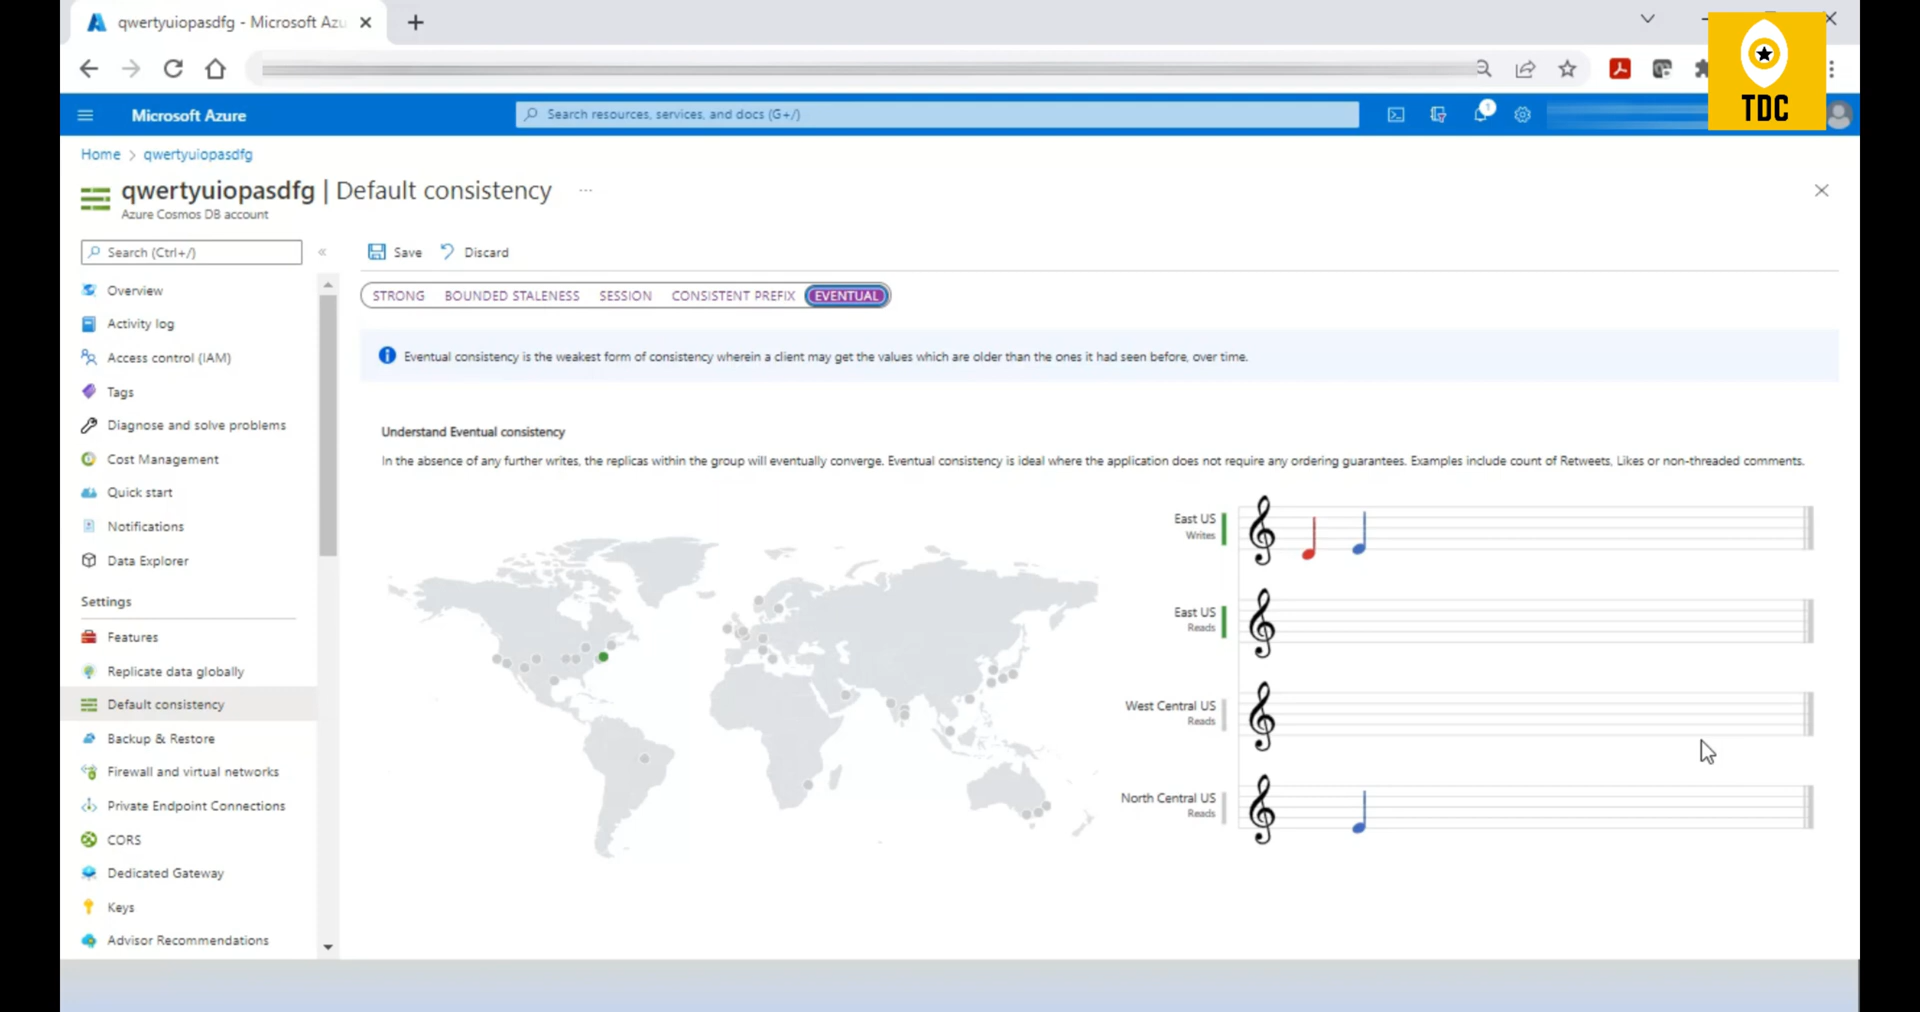 qwertyuiopasdfg - Microsoft Azu
TDC
Microsoft Azure
Search resources, services, and docs (G+/)
1
Home > qwertyuiopasdfg
qwertyuiopasdfg | Default consistency ...
Azure Cosmos DB account
Search (Ctrl+/)
«
Save
Discard
Overview
Activity log
Access control (IAM)
Tags
Diagnose and solve problems
Cost Management
Quick start
Notifications
Data Explorer
Settings
Features
Replicate data globally
Default consistency
Backup & Restore
Firewall and virtual networks
Private Endpoint Connections
CORS
Dedicated Gateway
Keys
Advisor Recommendations
STRONG BOUNDED STALENESS SESSION CONSISTENT PREFIX EVENTUAL
Eventual consistency is the weakest form of consistency wherein a client may get the values which are older than the ones it had seen before, over time.
Understand Eventual consistency
In the absence of any further writes, the replicas within the group will eventually converge. Eventual consistency is ideal where the application does not require any ordering guarantees. Examples include count of Retweets, Likes or non-threaded comments.
East US
Writes
East US
Reads
West Central US
Reads
North Central US
Reads